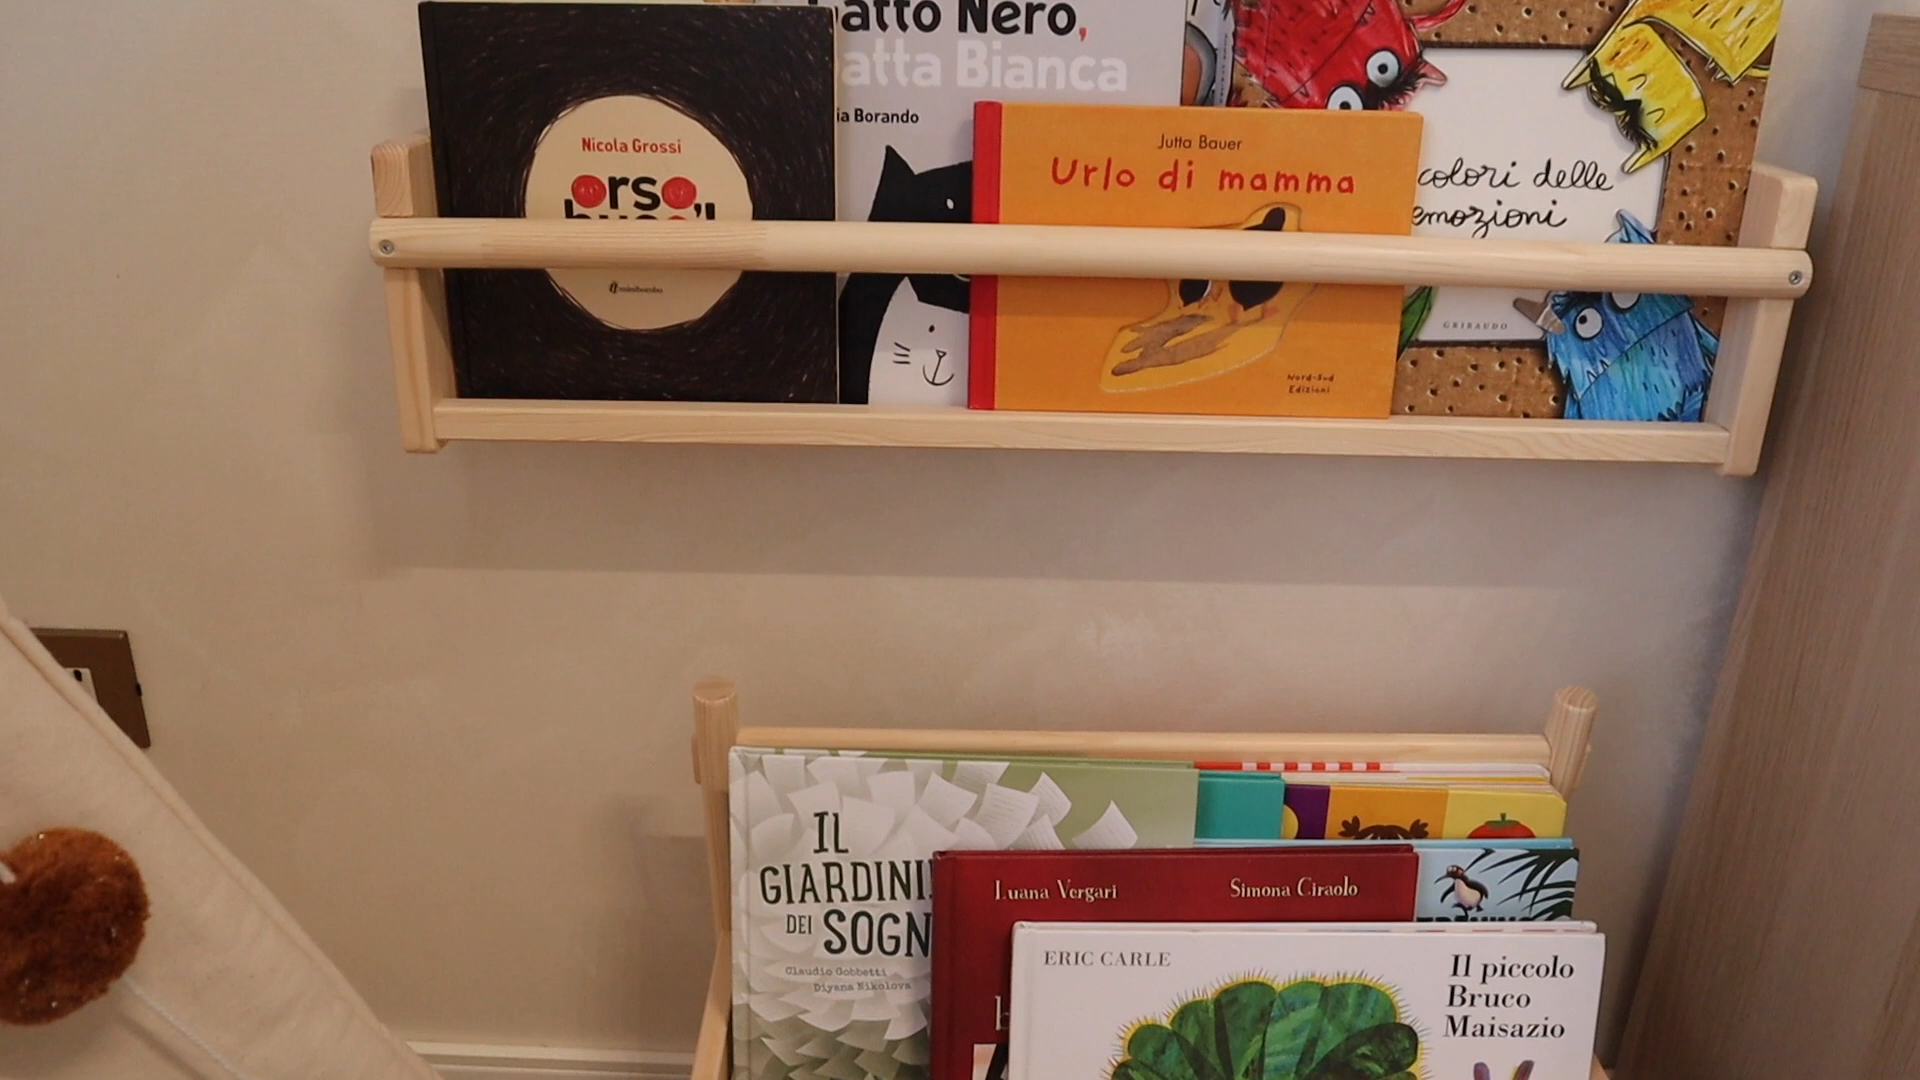 Nicola Grossi
orso,
minibombo
atto Nero,
atta Bianca
ia Borando
Jutta Bauer
Urlo di mamma
Nord-Sud
Edizioni
colori delle
emozioni
GRIBAUDO
IL
GIARDINI
DEI SOGN
Claudio Gobbetti
Diyana Nikolova
Luana Vergari
Simona Ciraolo
ERIC CARLE
Il piccolo
Bruco
Maisazio